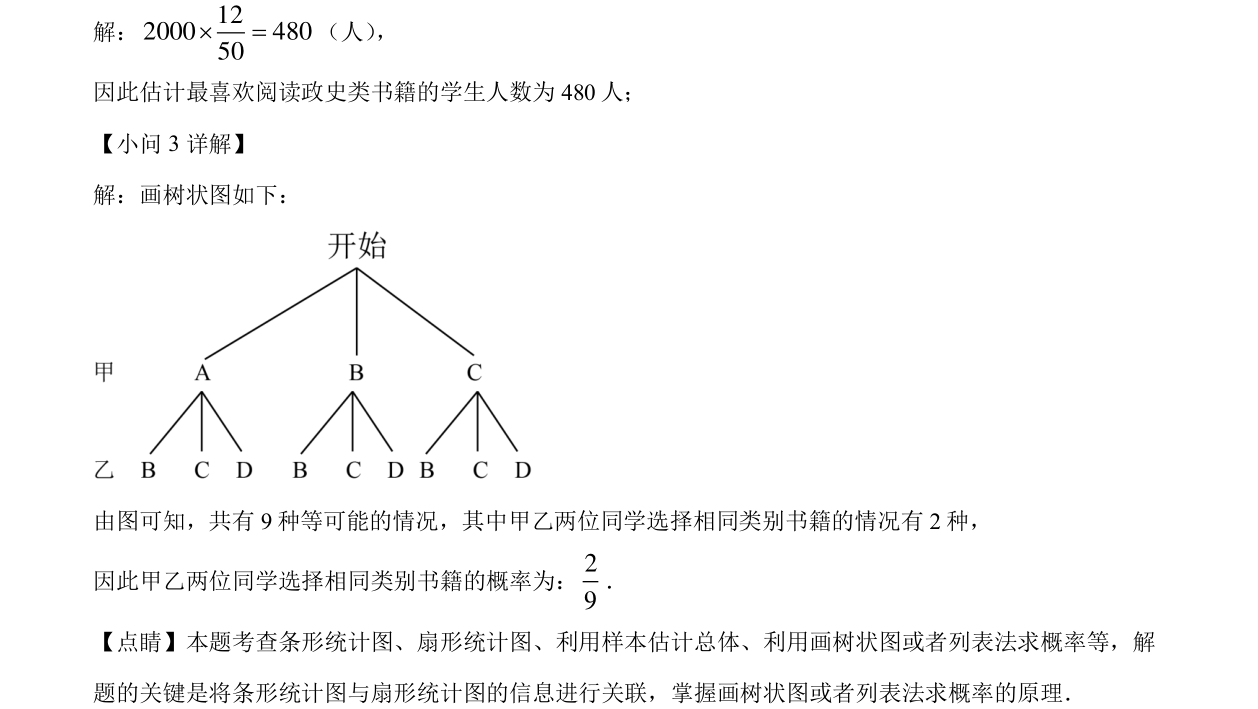 解：2000×12/50=480（人），
因此估计最喜欢阅读政史类书籍的学生人数为 480 人；
【小问 3 详解】
解：画树状图如下：
开始
甲 A B C
乙 B C D B C D B C D
由图可知，共有 9 种等可能的情况，其中甲乙两位同学选择相同类别书籍的情况有 2 种，
因此甲乙两位同学选择相同类别书籍的概率为：2/9．
【点睛】本题考查条形统计图、扇形统计图、利用样本估计总体、利用画树状图或者列表法求概率等，解
题的关键是将条形统计图与扇形统计图的信息进行关联，掌握画树状图或者列表法求概率的原理．